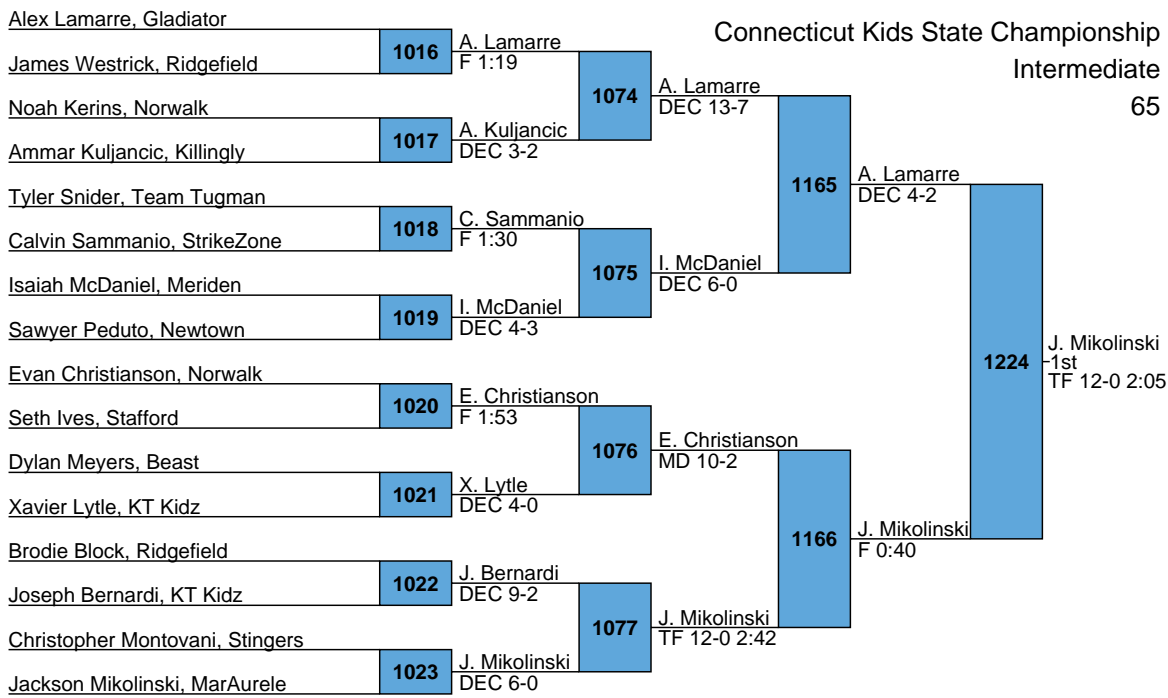 Connecticut Kids State Championship
Intermediate
65
Alex Lamarre, Gladiator
James Westrick, Ridgefield
Noah Kerins, Norwalk
Ammar Kuljancic, Killingly
Tyler Snider, Team Tugman
Calvin Sammanio, StrikeZone
Isaiah McDaniel, Meriden
Sawyer Peduto, Newtown
Evan Christianson, Norwalk
Seth Ives, Stafford
Dylan Meyers, Beast
Xavier Lytle, KT Kidz
Brodie Block, Ridgefield
Joseph Bernardi, KT Kidz
Christopher Montovani, Stingers
Jackson Mikolinski, MarAurele
1016
1017
1018
1019
1020
1021
1022
1023
A. Lamarre
F 1:19
A. Kuljancic
DEC 3-2
C. Sammanio
F 1:30
I. McDaniel
DEC 4-3
E. Christianson
F 1:53
X. Lytle
DEC 4-0
J. Bernardi
DEC 9-2
J. Mikolinski
DEC 6-0
1074
1075
1076
1077
A. Lamarre
DEC 13-7
I. McDaniel
DEC 6-0
E. Christianson
MD 10-2
J. Mikolinski
TF 12-0 2:42
1165
1166
A. Lamarre
DEC 4-2
J. Mikolinski
F 0:40
1224
J. Mikolinski
1st
TF 12-0 2:05